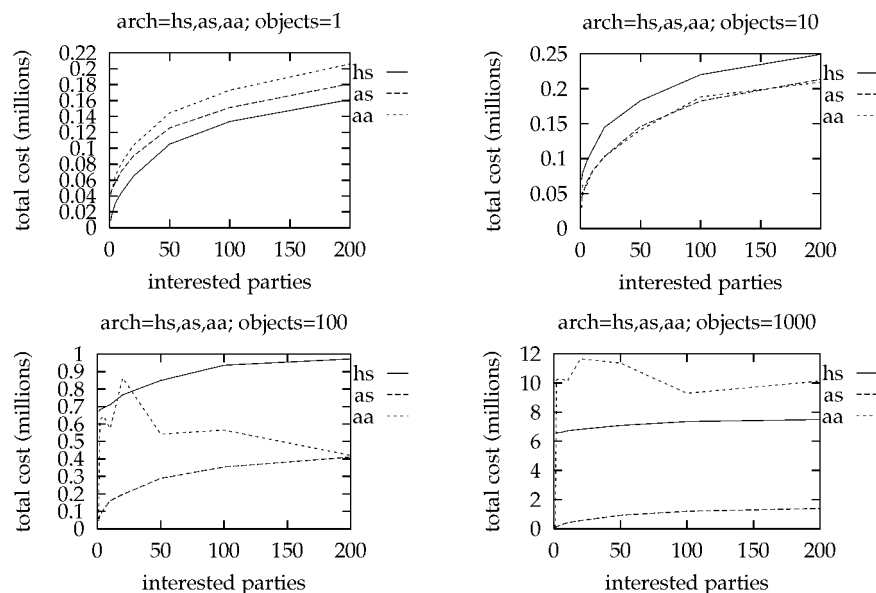 arch=hs,as,aa; objects=1
total cost (millions)
0.22
0.2
0.18
0.16
0.14
0.12
0.1
0.08
0.06
0.04
0.02
0
0 50 100 150 200
interested parties
hs
as
aa
arch=hs,as,aa; objects=10
total cost (millions)
0.25
0.2
0.15
0.1
0.05
0
0 50 100 150 200
interested parties
hs
as
aa
arch=hs,as,aa; objects=100
total cost (millions)
1
0.9
0.8
0.7
0.6
0.5
0.4
0.3
0.2
0.1
0
0 50 100 150 200
interested parties
hs
as
aa
arch=hs,as,aa; objects=1000
total cost (millions)
12
10
8
6
4
2
0
0 50 100 150 200
interested parties
hs
as
aa